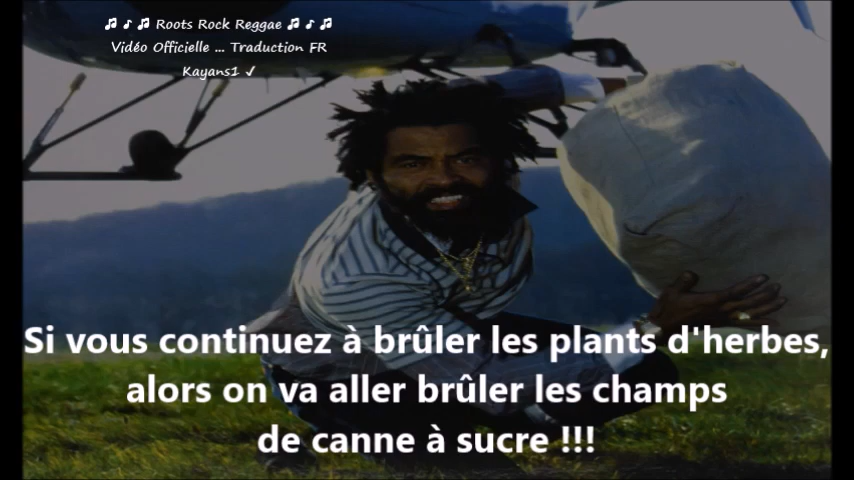 ♫ ♪ ♫ Roots Rock Reggae ♫ ♪ ♫
Vidéo Officielle ... Traduction FR
Kayans1 ✓
Si vous continuez à brûler les plants d'herbes,
alors on va aller brûler les champs
de canne à sucre !!!